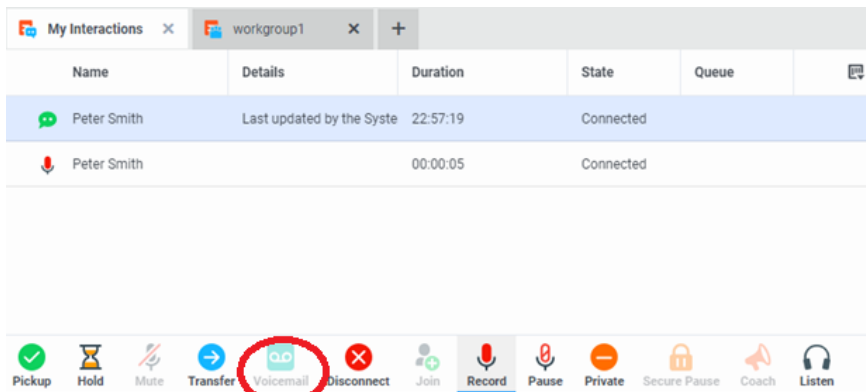 My Interactions workgroup1
Name Details Duration State Queue
Peter Smith Last updated by the Syste 22:57:19 Connected
Peter Smith 00:00:05 Connected
Pickup Hold Mute Transfer Voicemail Disconnect Join Record Pause Private Secure Pause Coach Listen